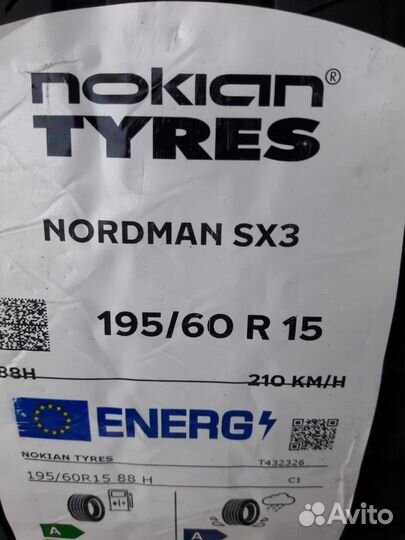 nokian®
TYRES
NORDMAN SX3
195/60 R 15
88H
210 KM/H
ENERG
NOKIAN TYRES
T432326
195/60R15 88 H
C1
A
A
Avito